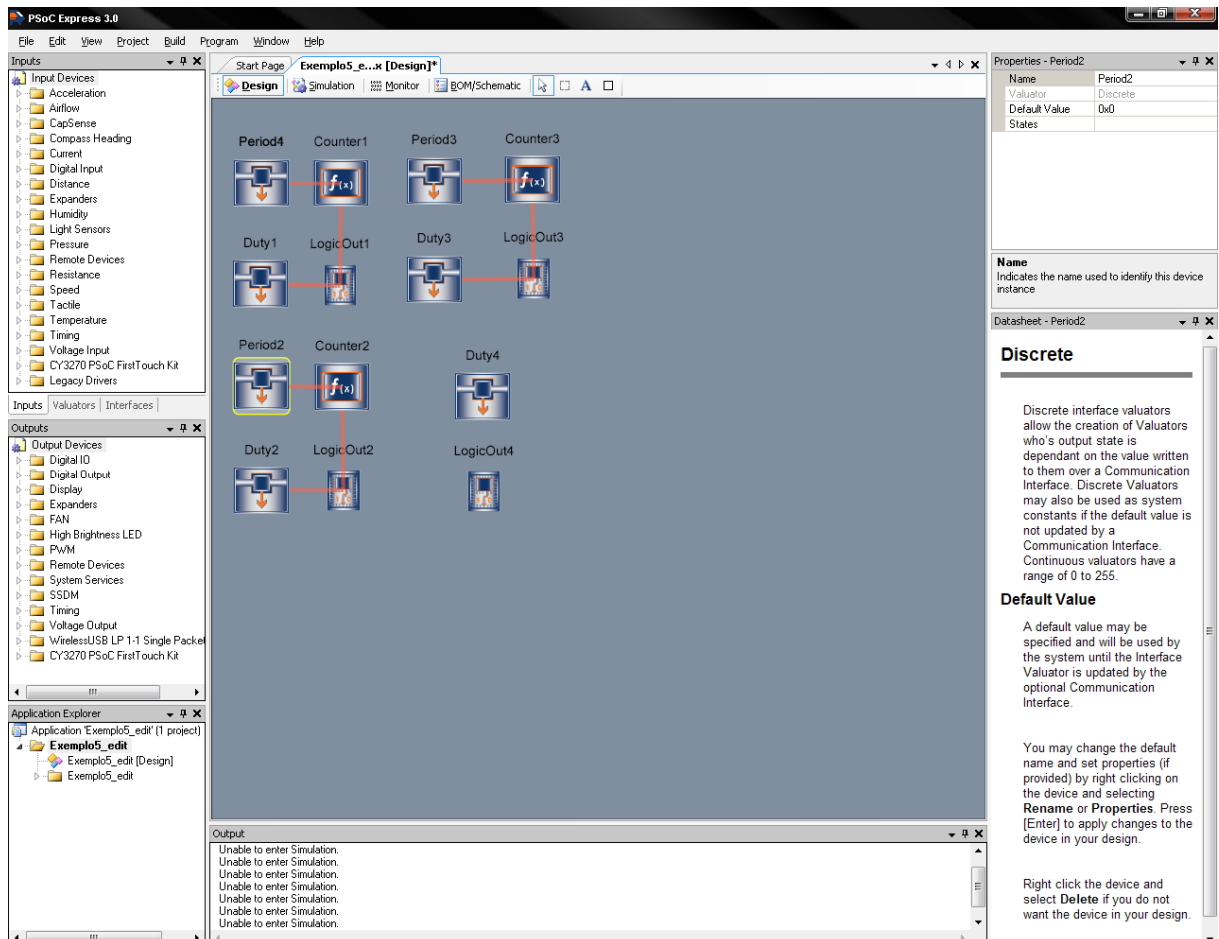 PSoC Express 3.0
File Edit View Project Build Program Window Help
Inputs
Input Devices
Acceleration
Airflow
CapSense
Compass Heading
Current
Digital Input
Distance
Expanders
Humidity
Light Sensors
Pressure
Remote Devices
Resistance
Speed
Tactile
Temperature
Timing
Voltage Input
CY3270 PSoC FirstTouch Kit
Legacy Drivers
Inputs Valuators Interfaces
Outputs
Output Devices
Digital IO
Digital Output
Display
Expanders
FAN
High Brightness LED
PWM
Remote Devices
System Services
SSDM
Timing
Voltage Output
WirelessUSB LP 1-1 Single Packet
CY3270 PSoC FirstTouch Kit
Application Explorer
Application 'Exemplo5_edit' (1 project)
Exemplo5_edit
Exemplo5_edit [Design]
Exemplo5_edit
Start Page Exemplo5_e...x [Design]*
Design Simulation Monitor BOM/Schematic A
Period4 Counter1 Period3 Counter3
f(x) f(x)
Duty1 LogicOut1 Duty3 LogicOut3
Period2 Counter2 Duty4
f(x)
Duty2 LogicOut2 LogicOut4
Output
Unable to enter Simulation.
Unable to enter Simulation.
Unable to enter Simulation.
Unable to enter Simulation.
Unable to enter Simulation.
Unable to enter Simulation.
Unable to enter Simulation.
Properties - Period2
Name Period2
Valuator Discrete
Default Value 0x0
States
Name
Indicates the name used to identify this device
instance
Datasheet - Period2
Discrete
Discrete interface valuators
allow the creation of Valuators
who's output state is
dependant on the value written
to them over a Communication
Interface. Discrete Valuators
may also be used as system
constants if the default value is
not updated by a
Communication Interface.
Continuous valuators have a
range of 0 to 255.
Default Value
A default value may be
specified and will be used by
the system until the Interface
Valuator is updated by the
optional Communication
Interface.
You may change the default
name and set properties (if
provided) by right clicking on
the device and selecting
Rename or Properties. Press
[Enter] to apply changes to the
device in your design.
Right click the device and
select Delete if you do not
want the device in your design.